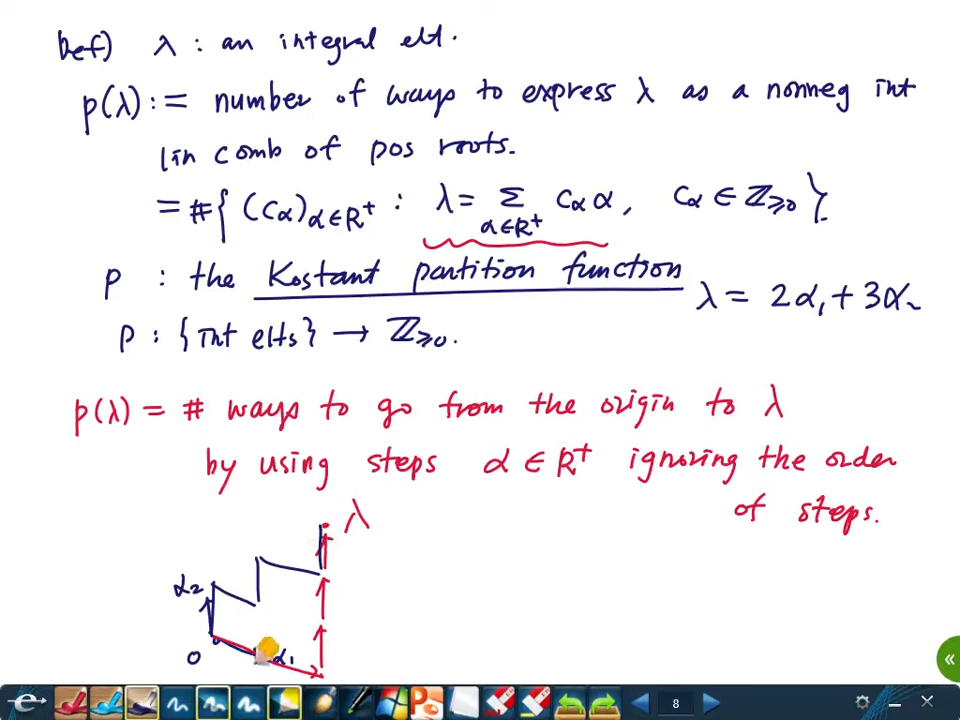 Def) λ : an integral elt.
p(λ) := number of ways to express λ as a nonneg int
lin comb of pos roots.
= #{ (cα)α∈R⁺ : λ = Σ α∈R⁺ cα α , cα ∈ ℤ≥0 }.
p : the Kostant partition function
λ = 2α₁ + 3α₂
p : {int elts} → ℤ≥0.
p(λ) = # ways to go from the origin to λ
by using steps α ∈ R⁺ ignoring the order
of steps.
λ
α₂
0 α₁
8